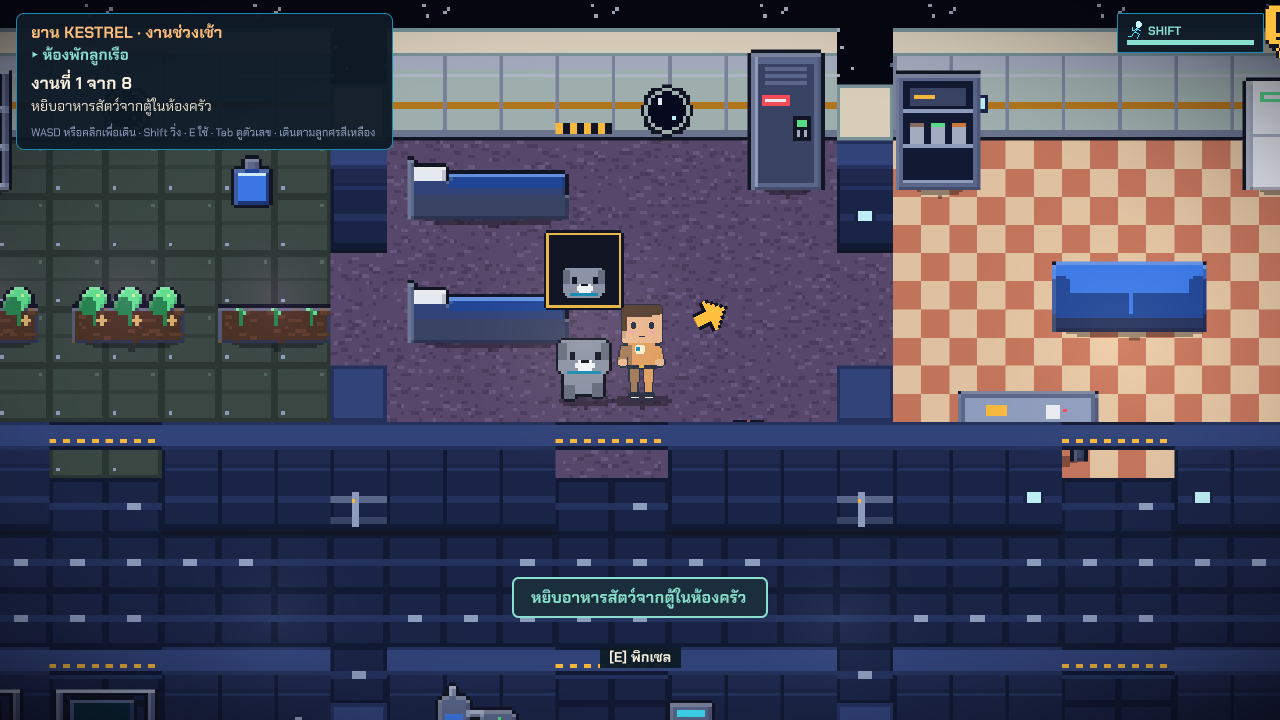 ยาน KESTREL · งานช่วงเช้า
▸ ห้องพักลูกเรือ
งานที่ 1 จาก 8
หยิบอาหารสัตว์จากตู้ในห้องครัว
WASD หรือคลิกเพื่อเดิน · Shift วิ่ง · E ใช้ · Tab ดูตัวเลข · เดินตามลูกศรสีเหลือง
SHIFT
หยิบอาหารสัตว์จากตู้ในห้องครัว
[E] พิกเซล